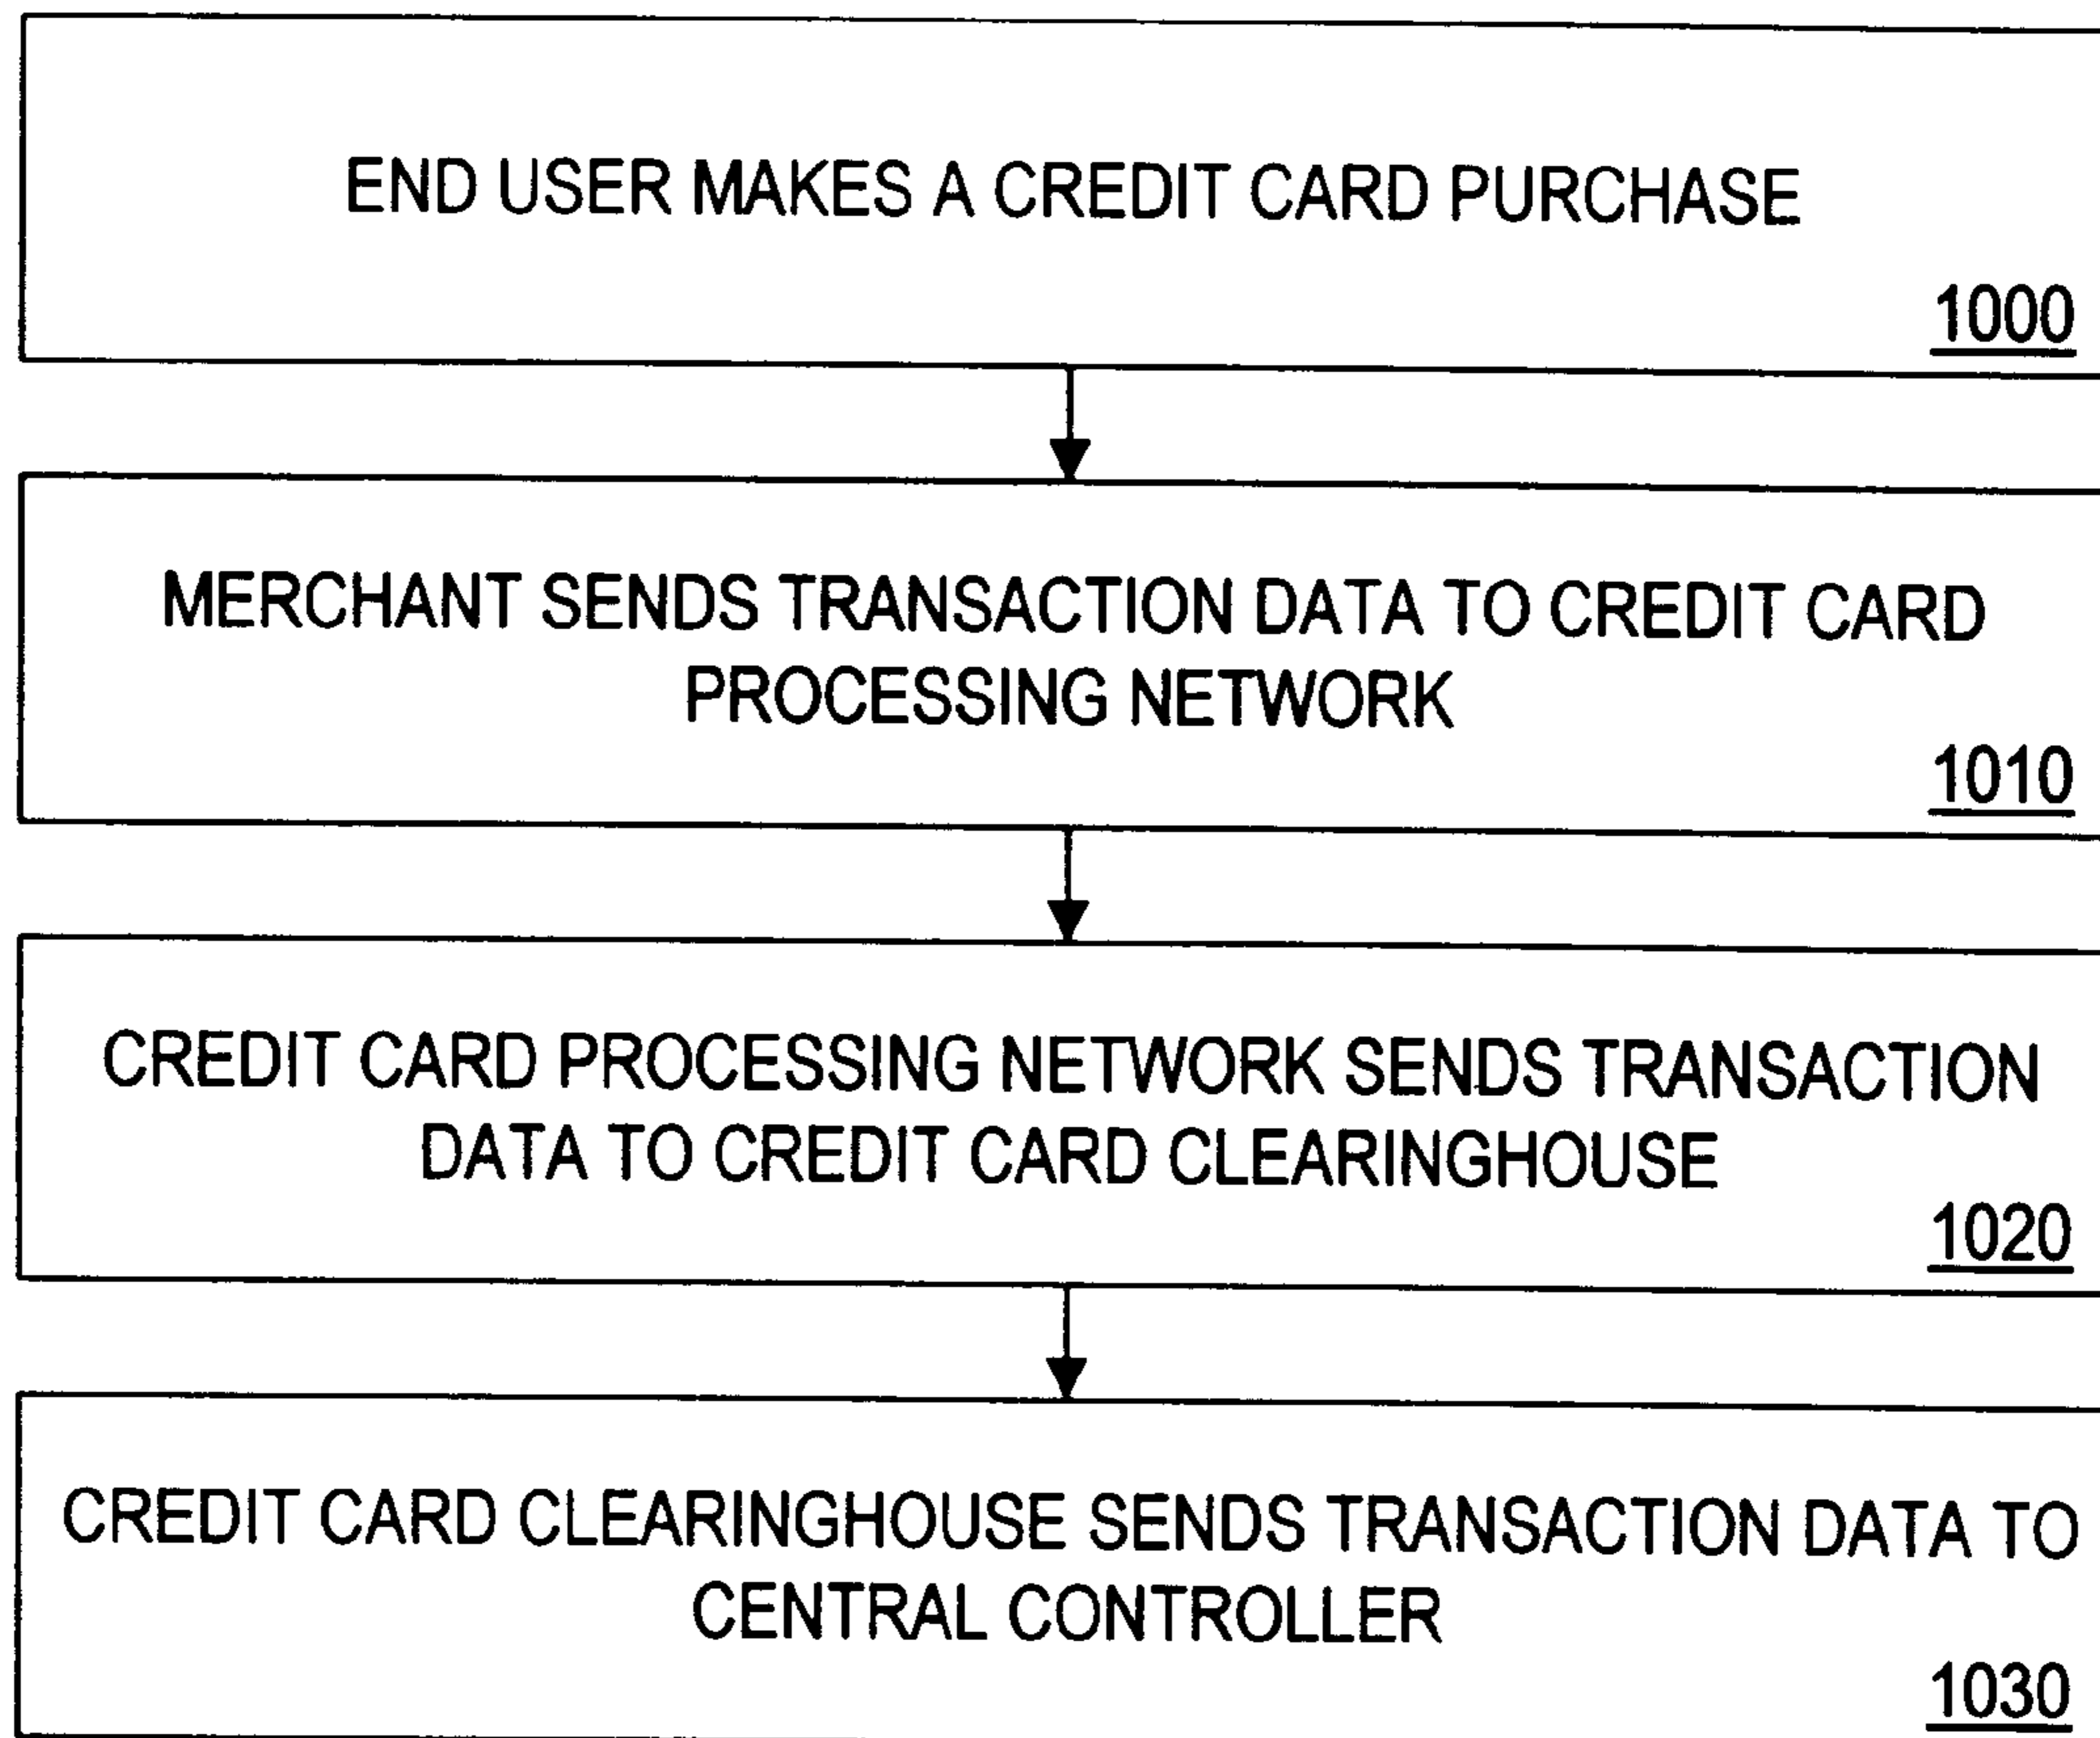 END USER MAKES A CREDIT CARD PURCHASE
1000
MERCHANT SENDS TRANSACTION DATA TO CREDIT CARD
PROCESSING NETWORK
1010
CREDIT CARD PROCESSING NETWORK SENDS TRANSACTION
DATA TO CREDIT CARD CLEARINGHOUSE
1020
CREDIT CARD CLEARINGHOUSE SENDS TRANSACTION DATA TO
CENTRAL CONTROLLER
1030